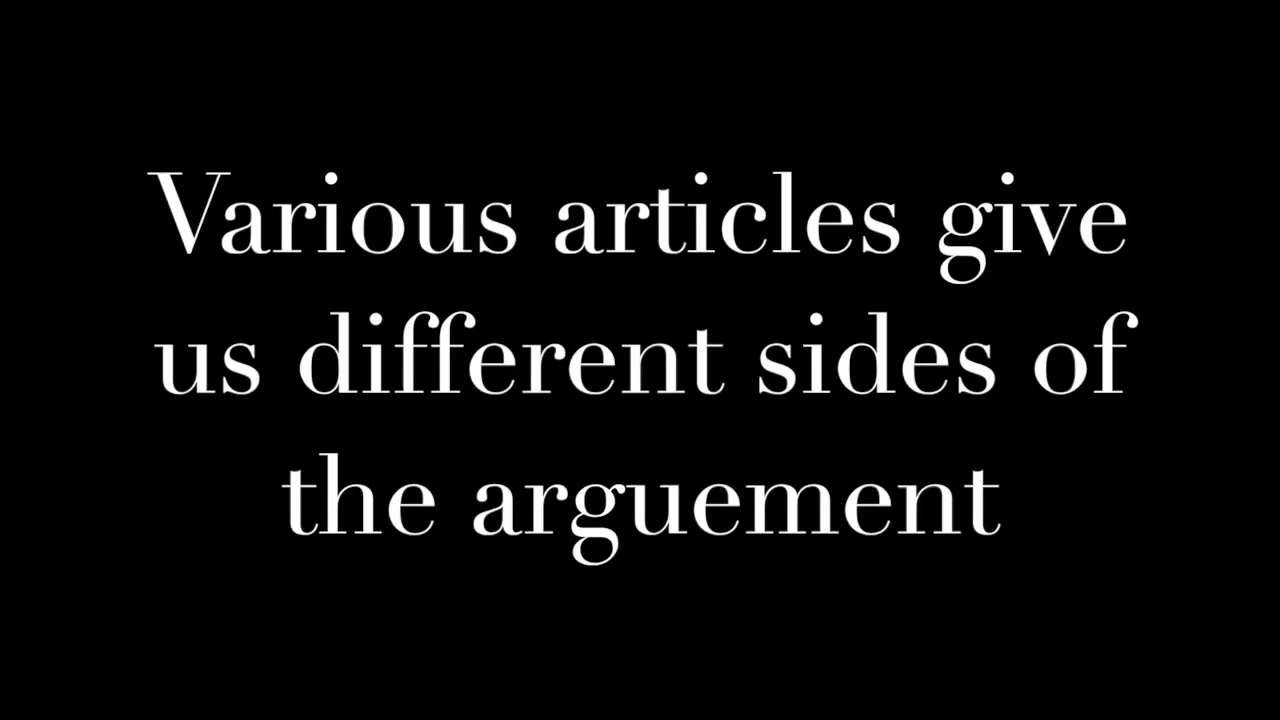 Various articles give
us different sides of
the arguement